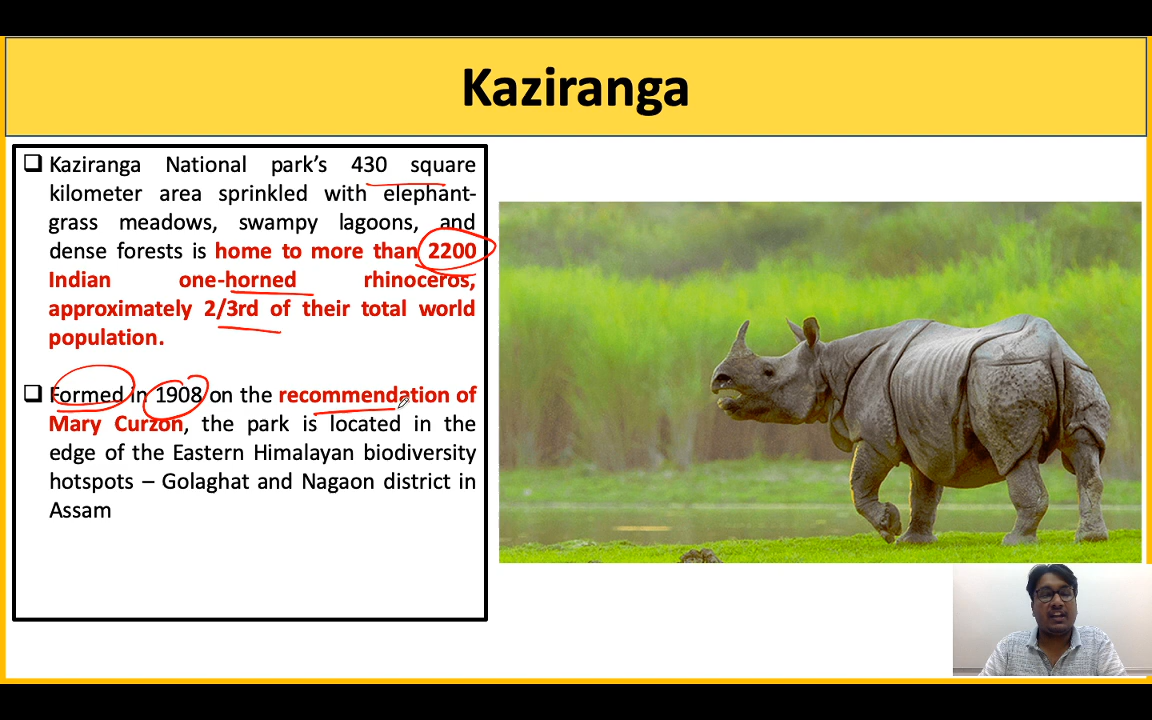 Kaziranga
❑ Kaziranga National park’s 430 square
kilometer area sprinkled with elephant-
grass meadows, swampy lagoons, and
dense forests is home to more than 2200
Indian one-horned rhinoceros,
approximately 2/3rd of their total world
population.
❑ Formed in 1908 on the recommendation of
Mary Curzon, the park is located in the
edge of the Eastern Himalayan biodiversity
hotspots – Golaghat and Nagaon district in
Assam